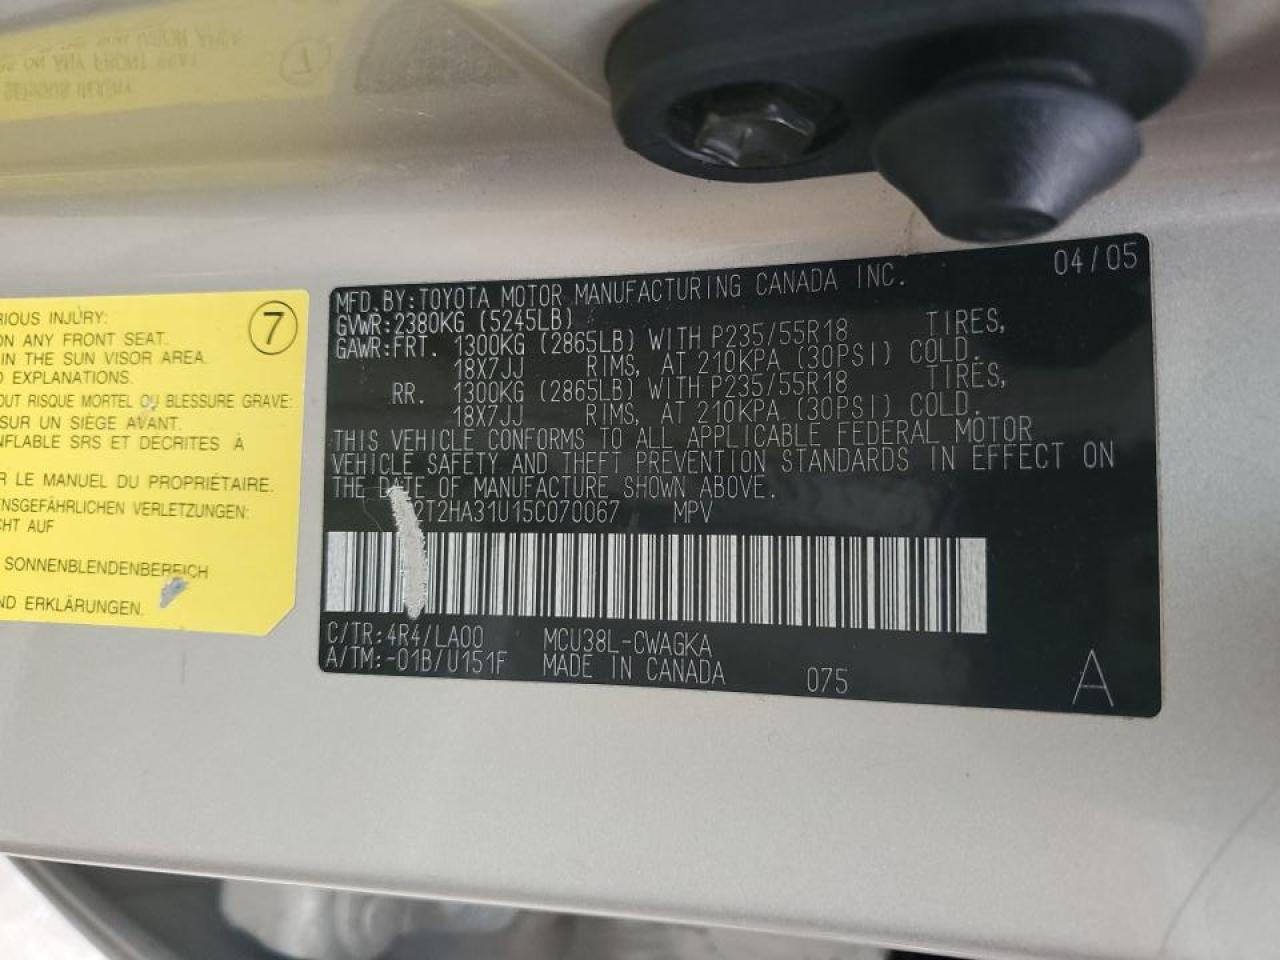 RIOUS INJURY:
ON ANY FRONT SEAT.
IN THE SUN VISOR AREA.
EXPLANATIONS.
7
OUT RISQUE MORTEL OU BLESSURE GRAVE:
SUR UN SIÈGE AVANT.
NFLABLE SRS ET DÉCRITES À
R LE MANUEL DU PROPRIÉTAIRE.
ENSGEFÄHRLICHEN VERLETZUNGEN:
CHT AUF
SONNENBLENDENBEREICH
ND ERKLÄRUNGEN.
04/05
MFD.BY:TOYOTA MOTOR MANUFACTURING CANADA INC.
GVWR:2380KG (5245LB)
GAWR:FRT. 1300KG (2865LB) WITH P235/55R18 TIRES,
18X7JJ RIMS, AT 210KPA (30PSI) COLD.
RR. 1300KG (2865LB) WITH P235/55R18 TIRES,
18X7JJ RIMS, AT 210KPA (30PSI) COLD.
THIS VEHICLE CONFORMS TO ALL APPLICABLE FEDERAL MOTOR
VEHICLE SAFETY AND THEFT PREVENTION STANDARDS IN EFFECT ON
THE DATE OF MANUFACTURE SHOWN ABOVE.
2T2HA31U15C070067 MPV
C/TR:4R4/LA00 MCU38L-CWAGKA
A/TM:-01B/U151F MADE IN CANADA 075 A